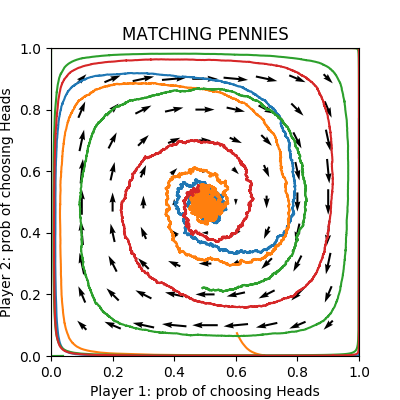 MATCHING PENNIES
Player 2: prob of choosing Heads
1.0
0.8
0.6
0.4
0.2
0.0
0.0 0.2 0.4 0.6 0.8 1.0
Player 1: prob of choosing Heads